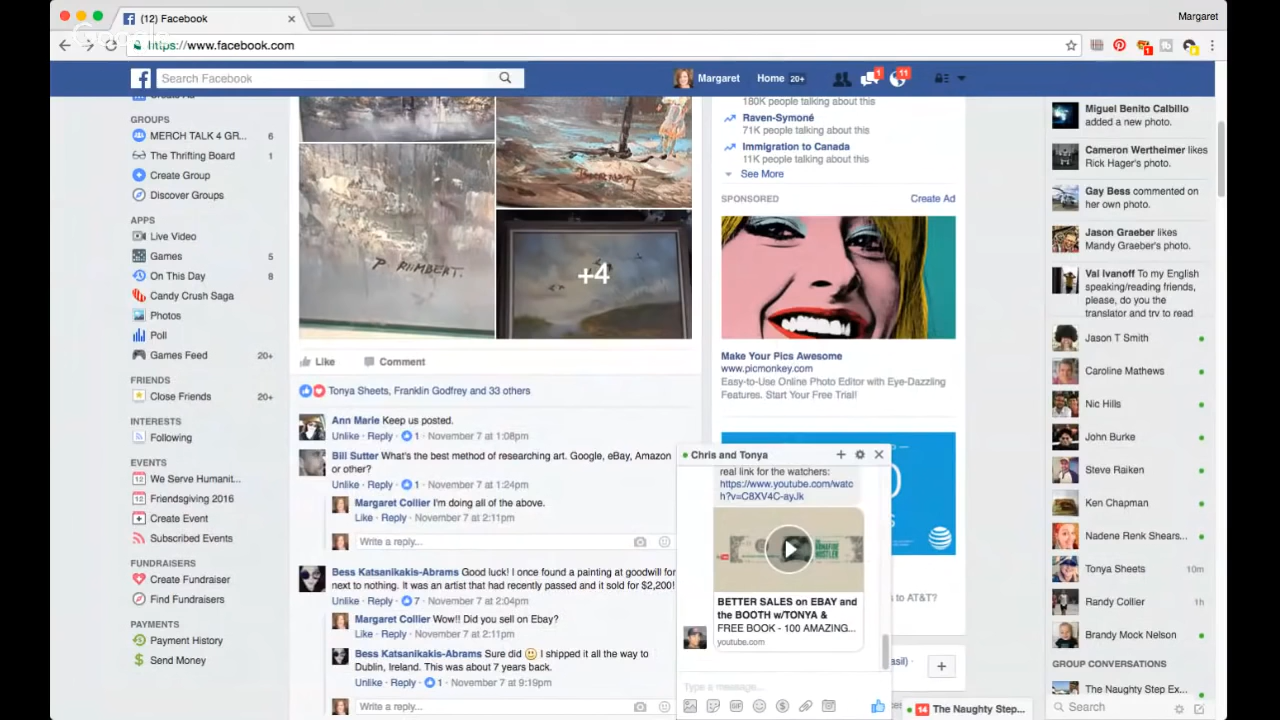 (12) Facebook
Margaret
https://www.facebook.com
Search Facebook
Margaret
Home 20+
1
11
GROUPS
MERCH TALK 4 GR... 6
The Thrifting Board 1
Create Group
Discover Groups
APPS
Live Video
Games 5
On This Day 8
Candy Crush Saga
Photos
Poll
Games Feed 20+
FRIENDS
Close Friends 20+
INTERESTS
Following
EVENTS
We Serve Humanit...
Friendsgiving 2016
Create Event
Subscribed Events
FUNDRAISERS
Create Fundraiser
Find Fundraisers
PAYMENTS
Payment History
Send Money
BURNETT
P. RAMBERT.
+4
Like Comment
Tonya Sheets, Franklin Godfrey and 33 others
Ann Marie Keep us posted.
Unlike · Reply · 1 · November 7 at 1:08pm
Bill Sutter What's the best method of researching art. Google, eBay, Amazon
or other?
Unlike · Reply · 1 · November 7 at 1:24pm
Margaret Collier I'm doing all of the above.
Like · Reply · November 7 at 2:11pm
Write a reply...
Bess Katsanikakis-Abrams Good luck! I once found a painting at goodwill for
next to nothing. It was an artist that had recently passed and it sold for $2,200!
Unlike · Reply · 7 · November 7 at 2:04pm
Margaret Collier Wow!! Did you sell on Ebay?
Like · Reply · November 7 at 2:11pm
Bess Katsanikakis-Abrams Sure did I shipped it all the way to
Dublin, Ireland. This was about 7 years back.
Unlike · Reply · 1 · November 7 at 9:19pm
Write a reply...
180K people talking about this
Raven-Symoné
71K people talking about this
Immigration to Canada
11K people talking about this
See More
SPONSORED Create Ad
Make Your Pics Awesome
www.picmonkey.com
Easy-to-Use Online Photo Editor with Eye-Dazzling
Features. Start Your Free Trial!
to AT&T?
Chris and Tonya
real link for the watchers:
https://www.youtube.com/watc
h?v=C8XV4C-ayJk
BETTER SALES on EBAY and
the BOOTH w/TONYA &
FREE BOOK - 100 AMAZING...
youtube.com
Type a message...
14 The Naughty Step...
Miguel Benito Calbillo
added a new photo.
Cameron Wertheimer likes
Rick Hager's photo.
Gay Bess commented on
her own photo.
Jason Graeber likes
Mandy Graeber's photo.
Val Ivanoff To my English
speaking/reading friends,
please, do you the
translator and try to read
Jason T Smith
Caroline Mathews
Nic Hills
John Burke
Steve Raiken
Ken Chapman
Nadene Renk Shears...
Tonya Sheets 10m
Randy Collier 1h
Brandy Mock Nelson
GROUP CONVERSATIONS
The Naughty Step Ex...
Search